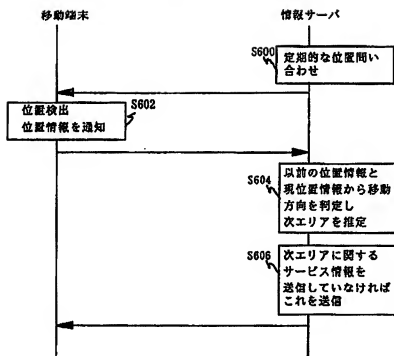 移動端末
情報サーバ
S600
定期的な位置問い
合わせ
S602
位置検出
位置情報を通知
S604
以前の位置情報と
現位置情報から移動
方向を判定し
次エリアを推定
S606
次エリアに関する
サービス情報を
送信していなければ
これを送信